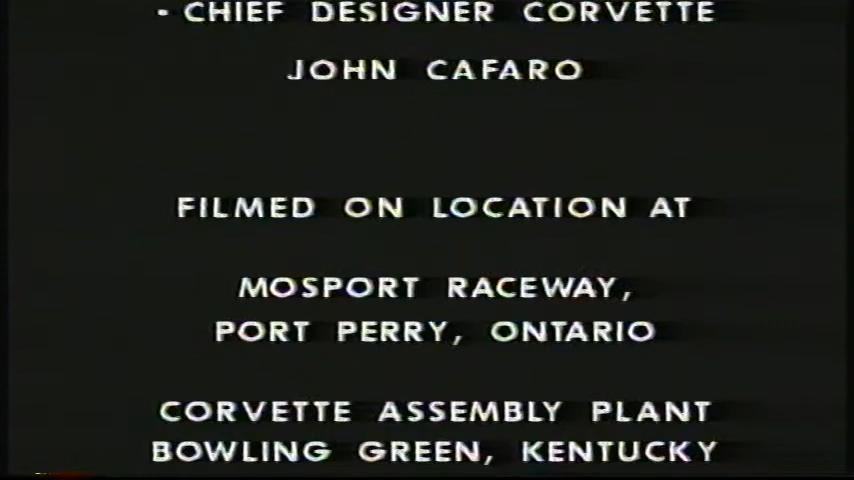 - CHIEF DESIGNER CORVETTE
JOHN CAFARO
FILMED ON LOCATION AT
MOSPORT RACEWAY,
PORT PERRY, ONTARIO
CORVETTE ASSEMBLY PLANT
BOWLING GREEN, KENTUCKY